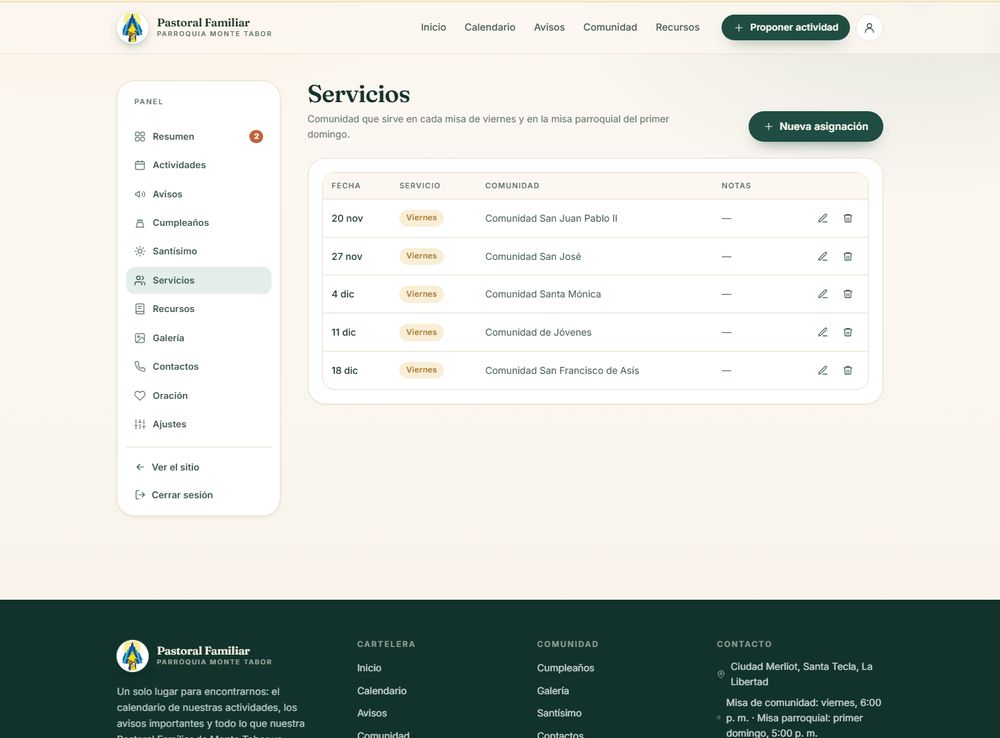 Pastoral Familiar
PARROQUIA MONTE TABOR
Inicio
Calendario
Avisos
Comunidad
Recursos
+ Proponer actividad
PANEL
Resumen 2
Actividades
Avisos
Cumpleaños
Santísimo
Servicios
Recursos
Galería
Contactos
Oración
Ajustes
← Ver el sitio
Cerrar sesión
Servicios
Comunidad que sirve en cada misa de viernes y en la misa parroquial del primer
domingo.
+ Nueva asignación
FECHA SERVICIO COMUNIDAD NOTAS
20 nov Viernes Comunidad San Juan Pablo II —
27 nov Viernes Comunidad San José —
4 dic Viernes Comunidad Santa Mónica —
11 dic Viernes Comunidad de Jóvenes —
18 dic Viernes Comunidad San Francisco de Asís —
Pastoral Familiar
PARROQUIA MONTE TABOR
Un solo lugar para encontrarnos: el
calendario de nuestras actividades, los
avisos importantes y todo lo que nuestra
Pastoral Familiar de Monte Tabor va
CARTELERA
Inicio
Calendario
Avisos
Comunidad
COMUNIDAD
Cumpleaños
Galería
Santísimo
Contactos
CONTACTO
Ciudad Merliot, Santa Tecla, La
Libertad
Misa de comunidad: viernes, 6:00
p. m. · Misa parroquial: primer
domingo, 5:00 p. m.